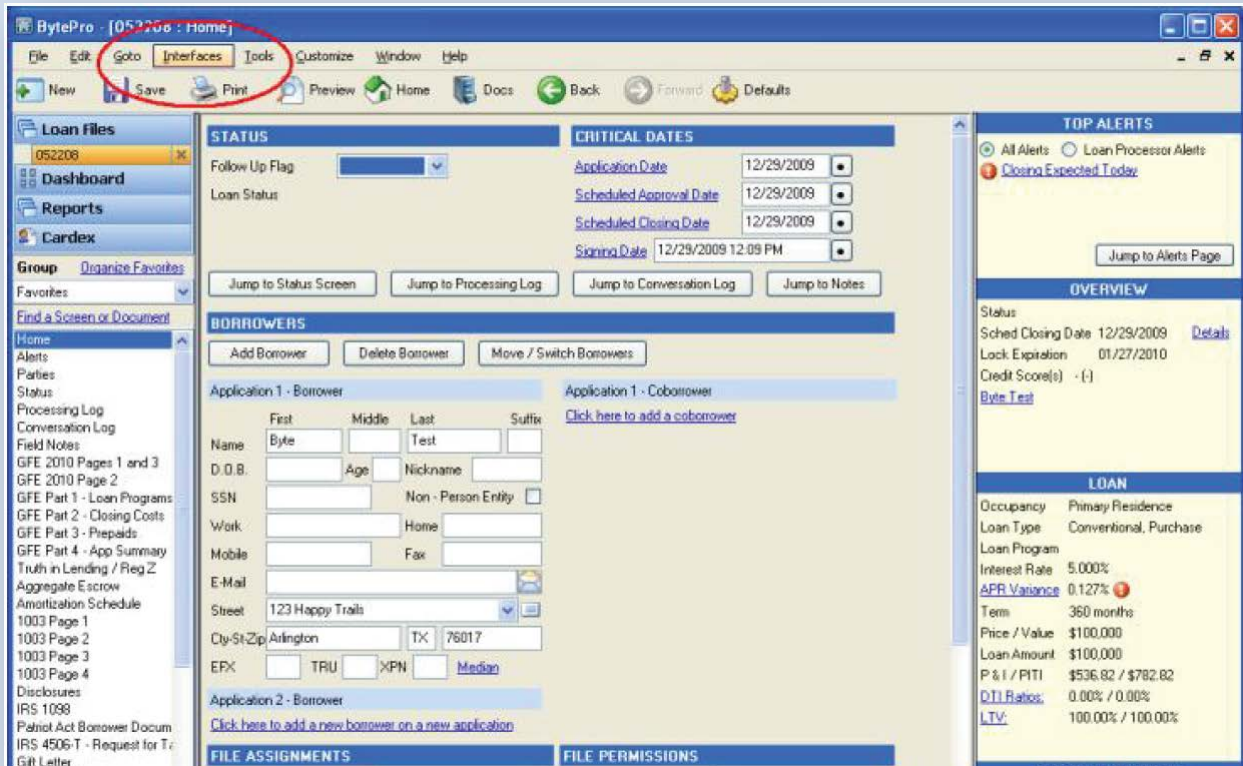 BytePro - [052208 : Home]
File Edit Goto Interfaces Tools Customize Window Help
New Save Print Preview Home Docs Back Forward Defaults
Loan Files
052208
Dashboard
Reports
Cardex
Group Organize Favorites
Favorites
Find a Screen or Document
Home
Alerts
Parties
Status
Processing Log
Conversation Log
Field Notes
GFE 2010 Pages 1 and 3
GFE 2010 Page 2
GFE Part 1 - Loan Programs
GFE Part 2 - Closing Costs
GFE Part 3 - Prepaids
GFE Part 4 - App Summary
Truth in Lending / Reg Z
Aggregate Escrow
Amortization Schedule
1003 Page 1
1003 Page 2
1003 Page 3
1003 Page 4
Disclosures
IRS 1098
Patriot Act Borrower Docum
IRS 4506-T - Request for Ta
Gift Letter
STATUS
Follow Up Flag
Loan Status
CRITICAL DATES
Application Date 12/29/2009
Scheduled Approval Date 12/29/2009
Scheduled Closing Date 12/29/2009
Signing Date 12/29/2009 12:09 PM
Jump to Status Screen Jump to Processing Log Jump to Conversation Log Jump to Notes
BORROWERS
Add Borrower Delete Borrower Move / Switch Borrowers
Application 1 - Borrower
First Middle Last Suffix
Name Byte Test
D.O.B. Age Nickname
SSN Non - Person Entity
Work Home
Mobile Fax
E-Mail
Street 123 Happy Trails
Cty-St-Zip Arlington TX 76017
EFX TRU XPN Median
Application 1 - Coborrower
Click here to add a coborrower
Application 2 - Borrower
Click here to add a new borrower on a new application
FILE ASSIGNMENTS FILE PERMISSIONS
TOP ALERTS
All Alerts Loan Processor Alerts
Closing Expected Today
Jump to Alerts Page
OVERVIEW
Status
Sched Closing Date 12/29/2009 Details
Lock Expiration 01/27/2010
Credit Score(s) - (-)
Byte Test
LOAN
Occupancy Primary Residence
Loan Type Conventional, Purchase
Loan Program
Interest Rate 5.000%
APR Variance 0.127%
Term 360 months
Price / Value $100,000
Loan Amount $100,000
P & I / PITI $536.82 / $782.82
DTI Ratios: 0.00% / 0.00%
LTV: 100.00% / 100.00%